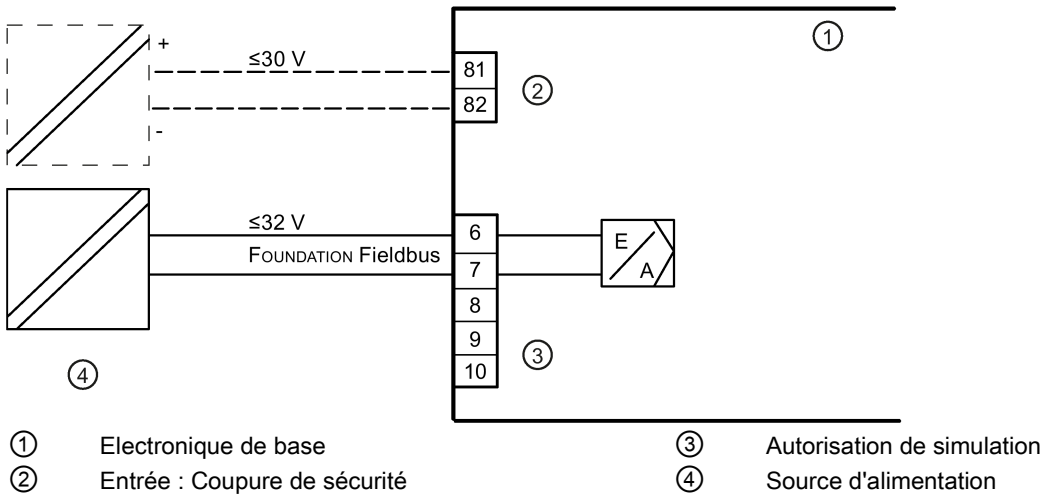 ①
+
≤30 V
81
②
82
-
≤32 V
6
E
FOUNDATION Fieldbus
7
A
8
9
③
10
④
① Electronique de base
③ Autorisation de simulation
② Entrée : Coupure de sécurité
④ Source d'alimentation